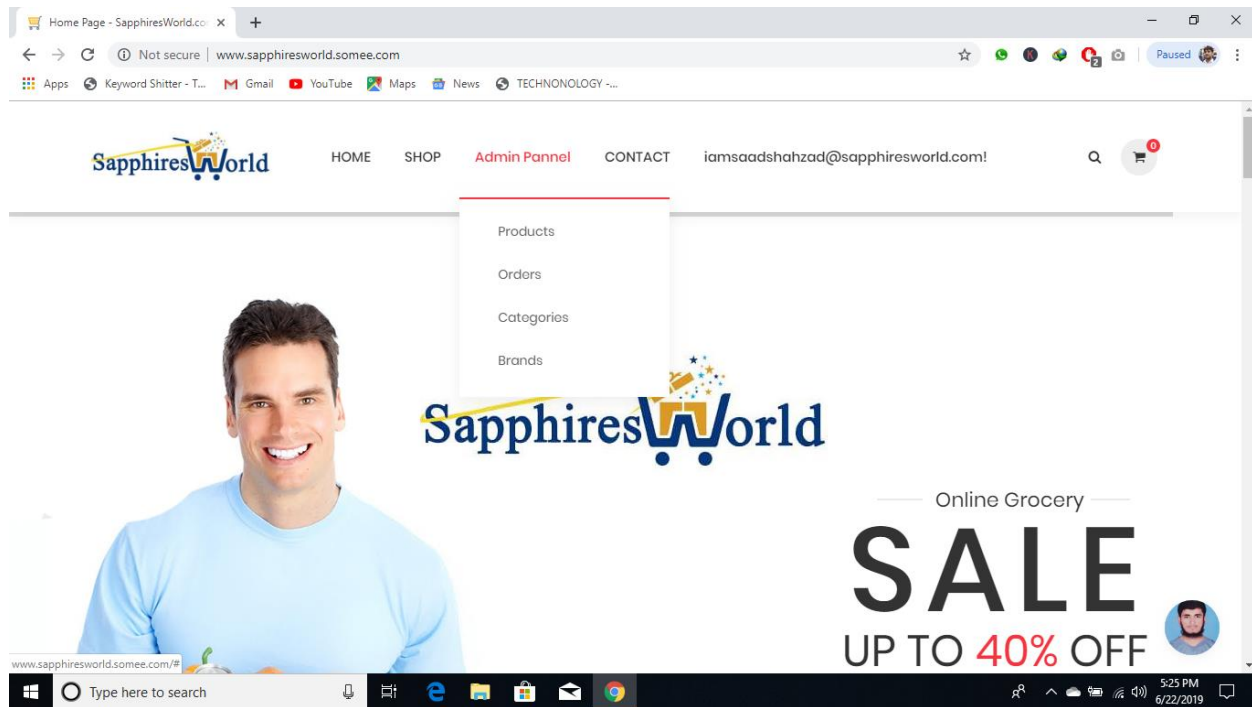 Home Page - SapphiresWorld.co
Not secure | www.sapphiresworld.somee.com
Paused
Apps Keyword Shitter - T... Gmail YouTube Maps News TECHNONOLOGY -...
SapphiresWorld HOME SHOP Admin Pannel CONTACT iamsaadshahzad@sapphiresworld.com! 0
Products
Orders
Categories
Brands
SapphiresWorld
Online Grocery
SALE
UP TO 40% OFF
www.sapphiresworld.somee.com/#
Type here to search
5:25 PM
6/22/2019